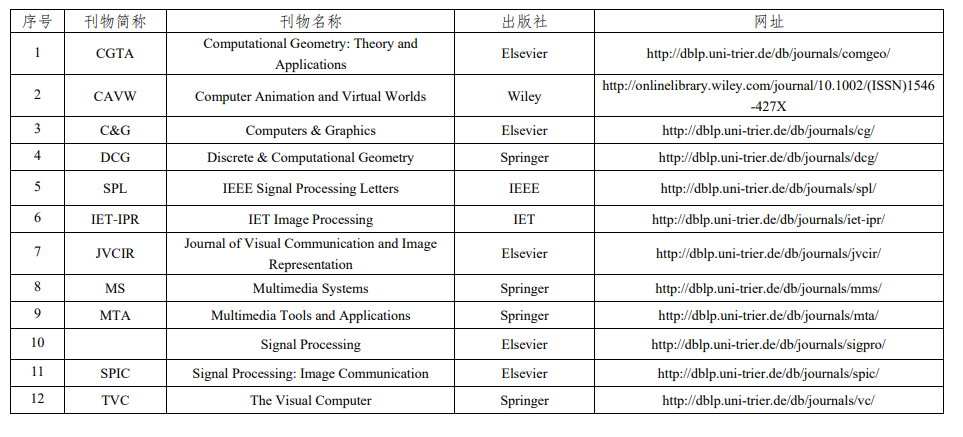 序号 刊物简称 刊物名称 出版社 网址
1 CGTA Computational Geometry: Theory and
Applications Elsevier http://dblp.uni-trier.de/db/journals/comgeo/
2 CAVW Computer Animation and Virtual Worlds Wiley http://onlinelibrary.wiley.com/journal/10.1002/(ISSN)1546
-427X
3 C&G Computers & Graphics Elsevier http://dblp.uni-trier.de/db/journals/cg/
4 DCG Discrete & Computational Geometry Springer http://dblp.uni-trier.de/db/journals/dcg/
5 SPL IEEE Signal Processing Letters IEEE http://dblp.uni-trier.de/db/journals/spl/
6 IET-IPR IET Image Processing IET http://dblp.uni-trier.de/db/journals/iet-ipr/
7 JVCIR Journal of Visual Communication and Image
Representation Elsevier http://dblp.uni-trier.de/db/journals/jvcir/
8 MS Multimedia Systems Springer http://dblp.uni-trier.de/db/journals/mms/
9 MTA Multimedia Tools and Applications Springer http://dblp.uni-trier.de/db/journals/mta/
10 Signal Processing Elsevier http://dblp.uni-trier.de/db/journals/sigpro/
11 SPIC Signal Processing: Image Communication Elsevier http://dblp.uni-trier.de/db/journals/spic/
12 TVC The Visual Computer Springer http://dblp.uni-trier.de/db/journals/vc/